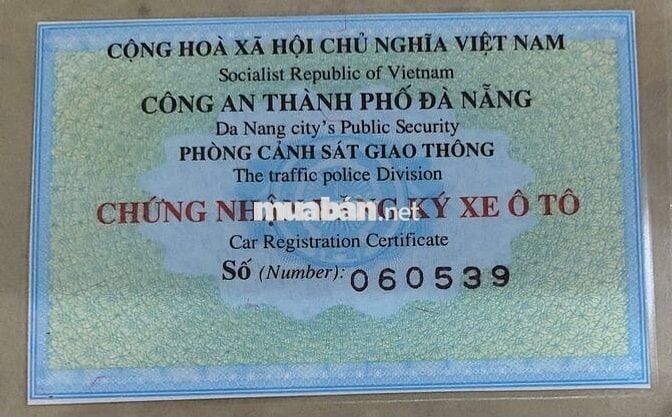 CỘNG HOÀ XÃ HỘI CHỦ NGHĨA VIỆT NAM
Socialist Republic of Vietnam
CÔNG AN THÀNH PHỐ ĐÀ NẴNG
Da Nang city's Public Security
PHÒNG CẢNH SÁT GIAO THÔNG
The traffic police Division
CHỨNG KÝ XE Ô TÔ
muaban.net
Car Registration Certificate
Số (Number): 060539